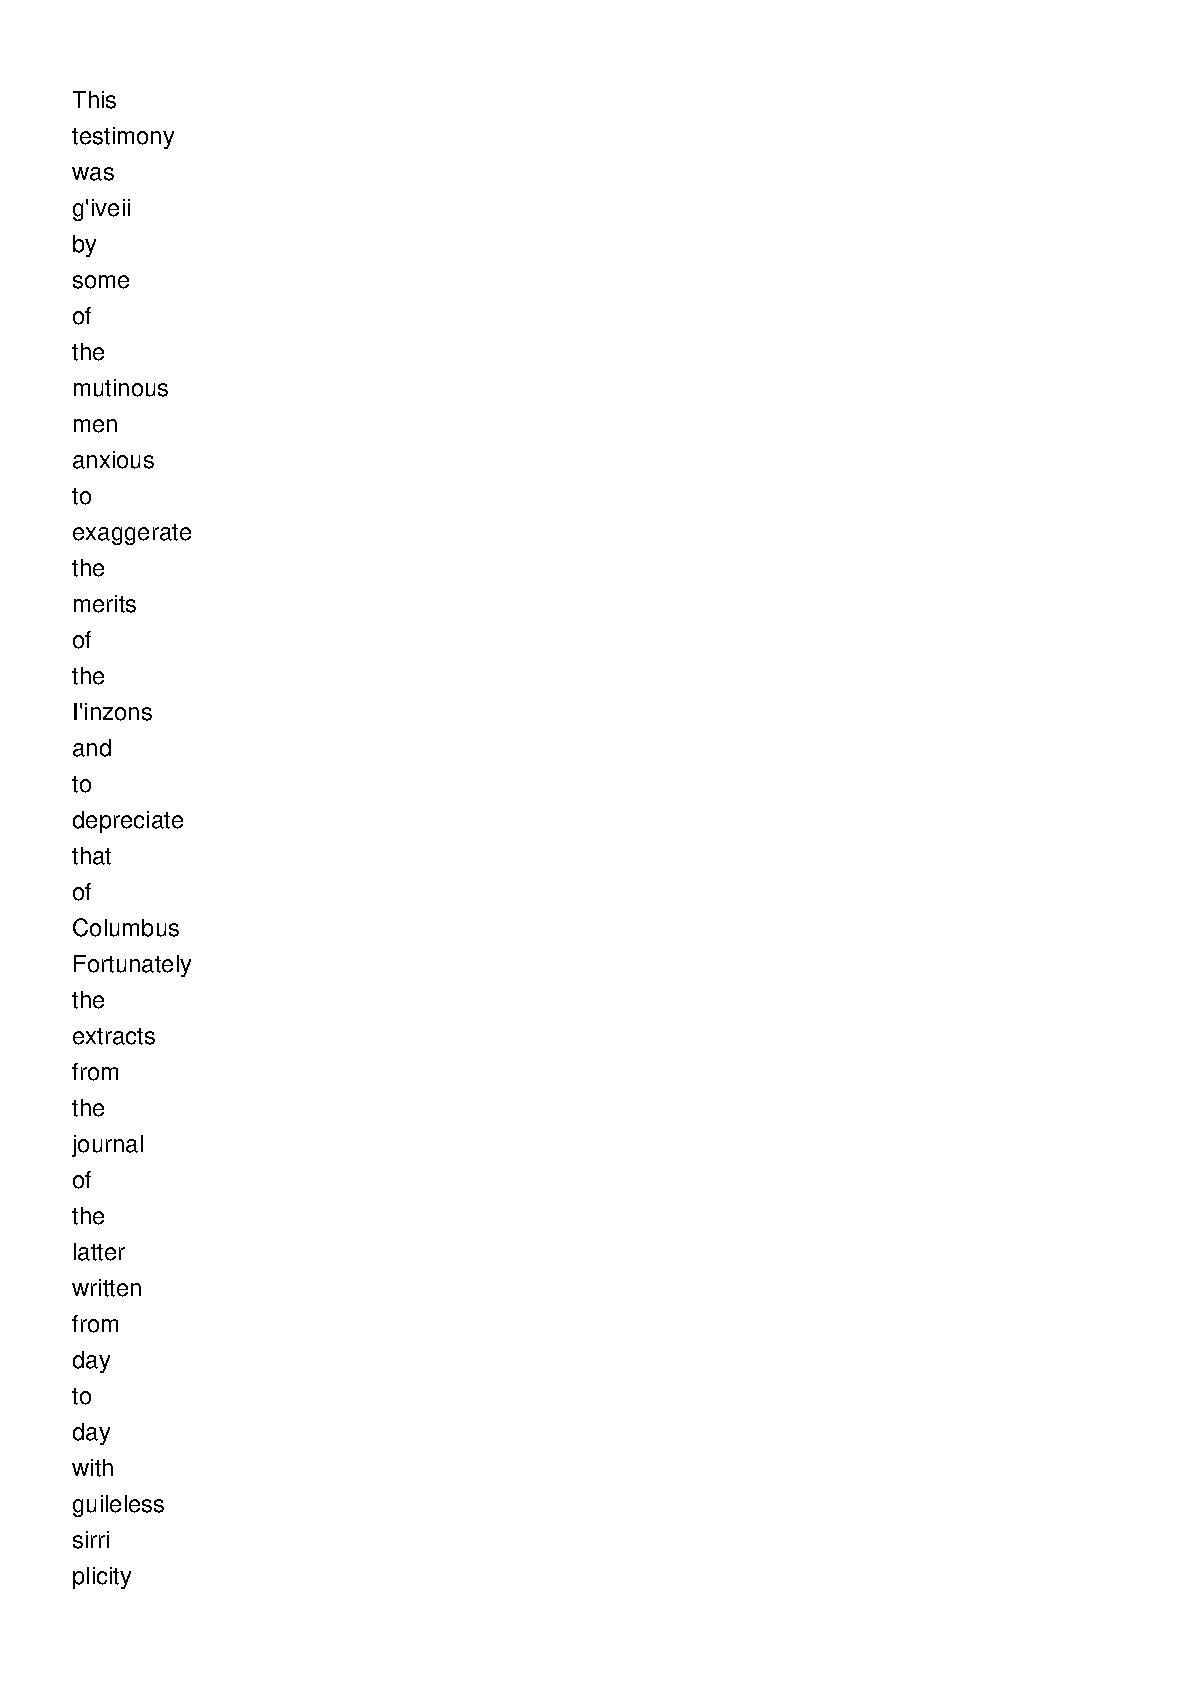 This
testimony
was
g'iveii
by
some
of
the
mutinous
men
anxious
to
exaggerate
the
merits
of
the
I'inzons
and
to
depreciate
that
of
Columbus
Fortunately
the
extracts
from
the
journal
of
the
latter
written
from
day
to
day
with
guileless
sirri
plicity